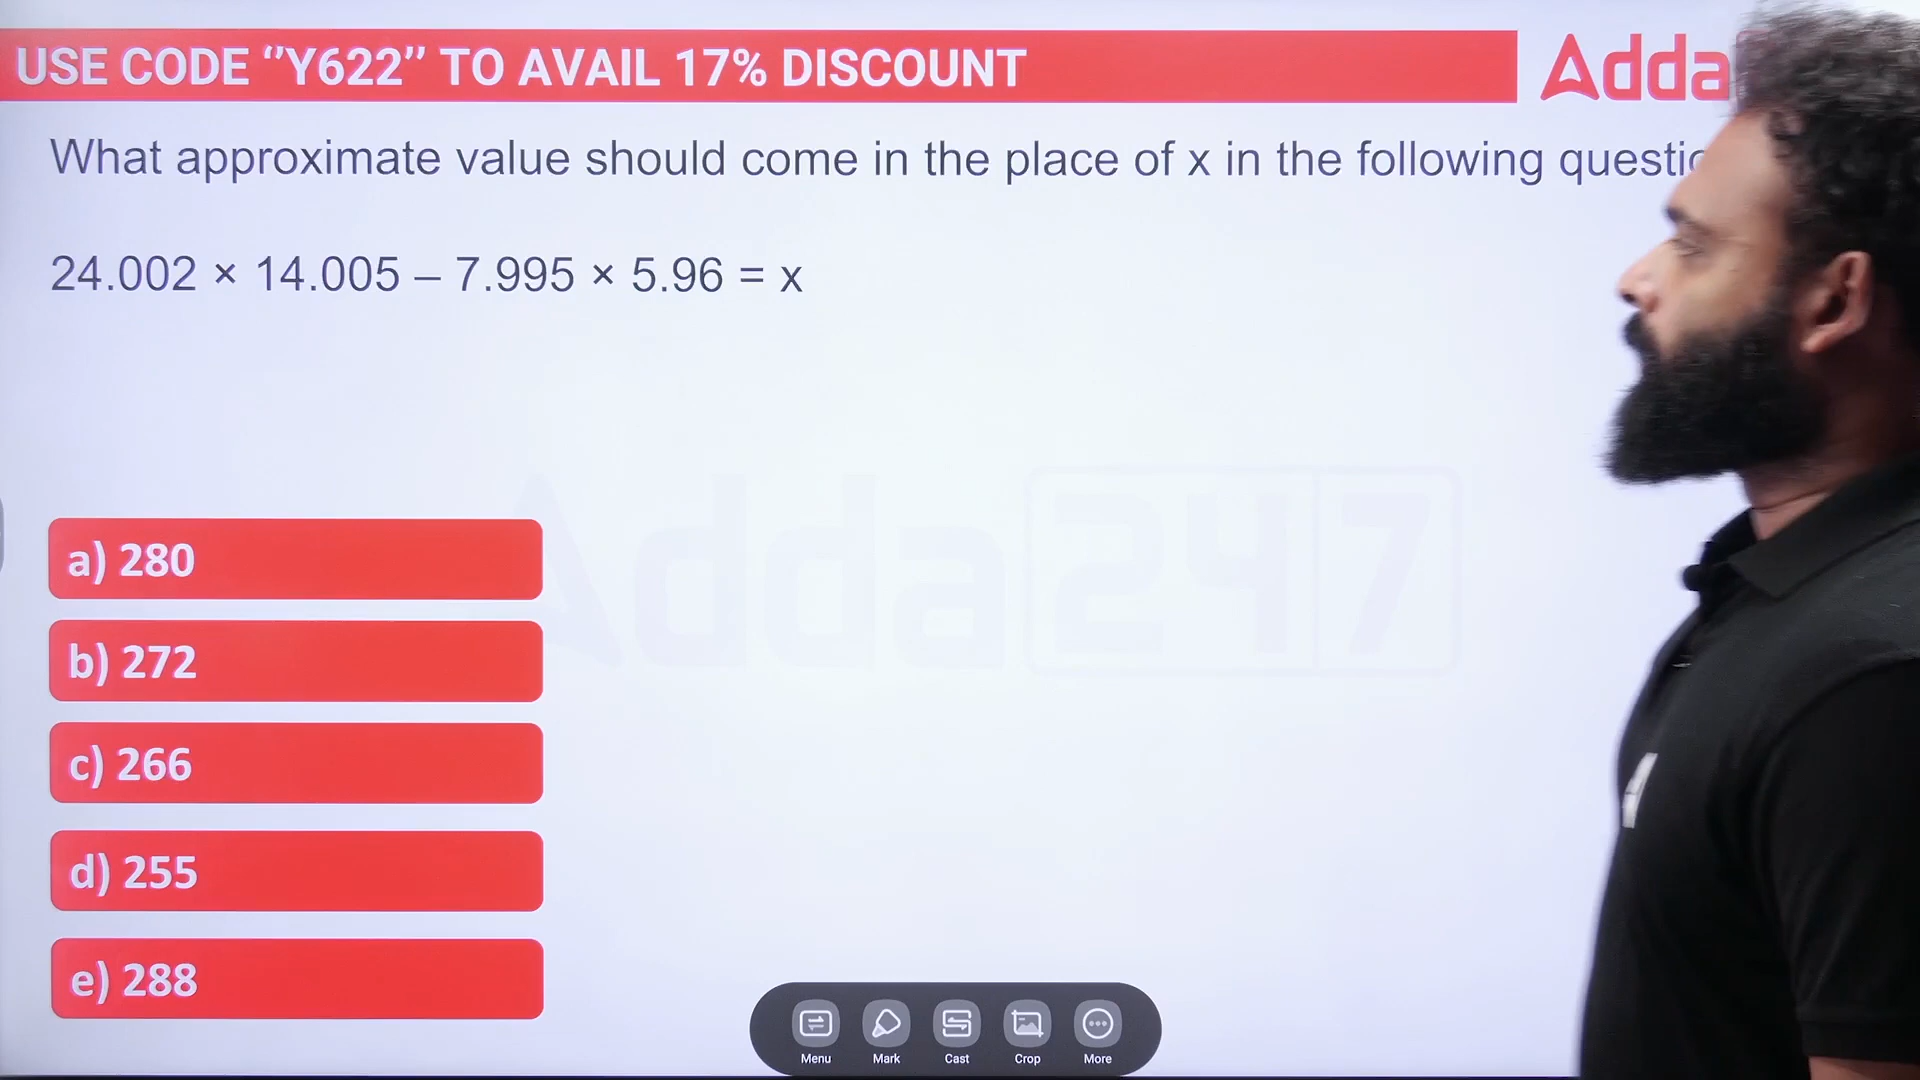 USE CODE ‘’Y622’’ TO AVAIL 17% DISCOUNT
Adda
What approximate value should come in the place of x in the following
24.002 × 14.005 – 7.995 × 5.96 = x
Adda247
a) 280
b) 272
c) 266
d) 255
e) 288
Menu
Mark
Cast
Crop
More